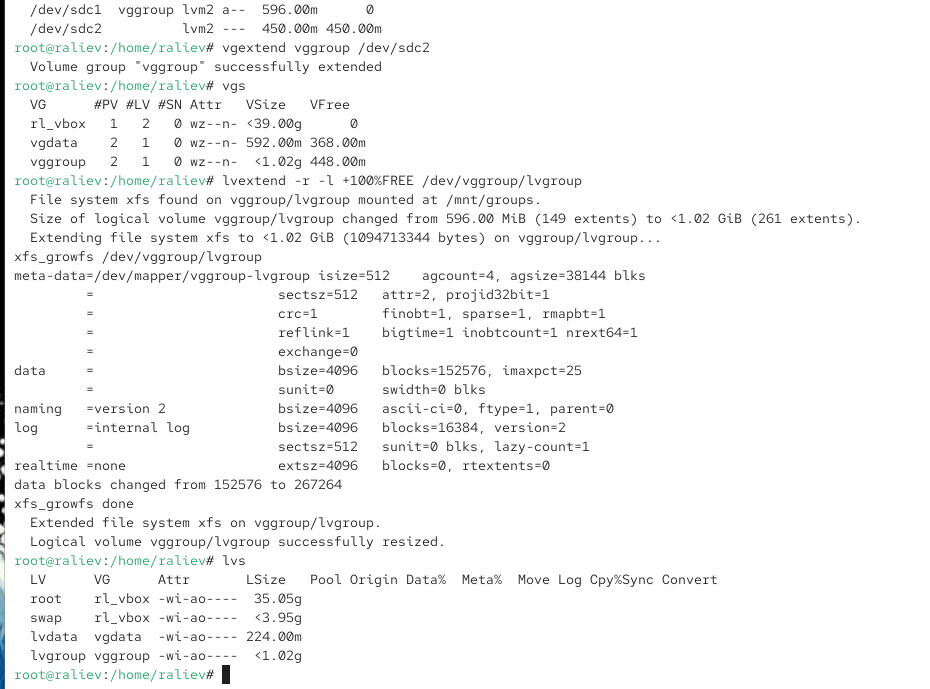 /dev/sdc1  vggroup lvm2 a--  596.00m      0
/dev/sdc2          lvm2 ---  450.00m 450.00m
root@raliev:/home/raliev# vgextend vggroup /dev/sdc2
  Volume group "vggroup" successfully extended
root@raliev:/home/raliev# vgs
  VG      #PV #LV #SN Attr   VSize   VFree
  rl_vbox   1   2   0 wz--n- <39.00g      0
  vgdata    2   1   0 wz--n- 592.00m 368.00m
  vggroup   2   1   0 wz--n-  <1.02g 448.00m
root@raliev:/home/raliev# lvextend -r -l +100%FREE /dev/vggroup/lvgroup
  File system xfs found on vggroup/lvgroup mounted at /mnt/groups.
  Size of logical volume vggroup/lvgroup changed from 596.00 MiB (149 extents) to <1.02 GiB (261 extents).
  Extending file system xfs to <1.02 GiB (1094713344 bytes) on vggroup/lvgroup...
xfs_growfs /dev/vggroup/lvgroup
meta-data=/dev/mapper/vggroup-lvgroup isize=512    agcount=4, agsize=38144 blks
         =                       sectsz=512   attr=2, projid32bit=1
         =                       crc=1        finobt=1, sparse=1, rmapbt=1
         =                       reflink=1    bigtime=1 inobtcount=1 nrext64=1
         =                       exchange=0
data     =                       bsize=4096   blocks=152576, imaxpct=25
         =                       sunit=0      swidth=0 blks
naming   =version 2              bsize=4096   ascii-ci=0, ftype=1, parent=0
log      =internal log           bsize=4096   blocks=16384, version=2
         =                       sectsz=512   sunit=0 blks, lazy-count=1
realtime =none                   extsz=4096   blocks=0, rtextents=0
data blocks changed from 152576 to 267264
xfs_growfs done
  Extended file system xfs on vggroup/lvgroup.
  Logical volume vggroup/lvgroup successfully resized.
root@raliev:/home/raliev# lvs
  LV      VG      Attr       LSize   Pool Origin Data%  Meta%  Move Log Cpy%Sync Convert
  root    rl_vbox -wi-ao----  35.05g
  swap    rl_vbox -wi-ao----  <3.95g
  lvdata  vgdata  -wi-ao---- 224.00m
  lvgroup vggroup -wi-ao----  <1.02g
root@raliev:/home/raliev#